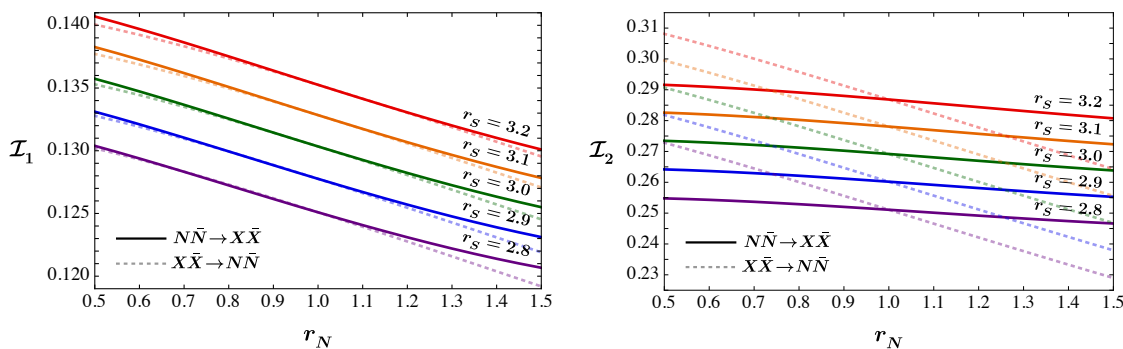 0.140
0.135
0.130
0.125
0.120
𝓘₁
r_S = 3.2
r_S = 3.1
r_S = 3.0
r_S = 2.9
r_S = 2.8
NN̄→XX̄
XX̄→NN̄
0.5 0.6 0.7 0.8 0.9 1.0 1.1 1.2 1.3 1.4 1.5
r_N
0.31
0.30
0.29
0.28
0.27
0.26
0.25
0.24
0.23
𝓘₂
r_S = 3.2
r_S = 3.1
r_S = 3.0
r_S = 2.9
r_S = 2.8
NN̄→XX̄
XX̄→NN̄
0.5 0.6 0.7 0.8 0.9 1.0 1.1 1.2 1.3 1.4 1.5
r_N